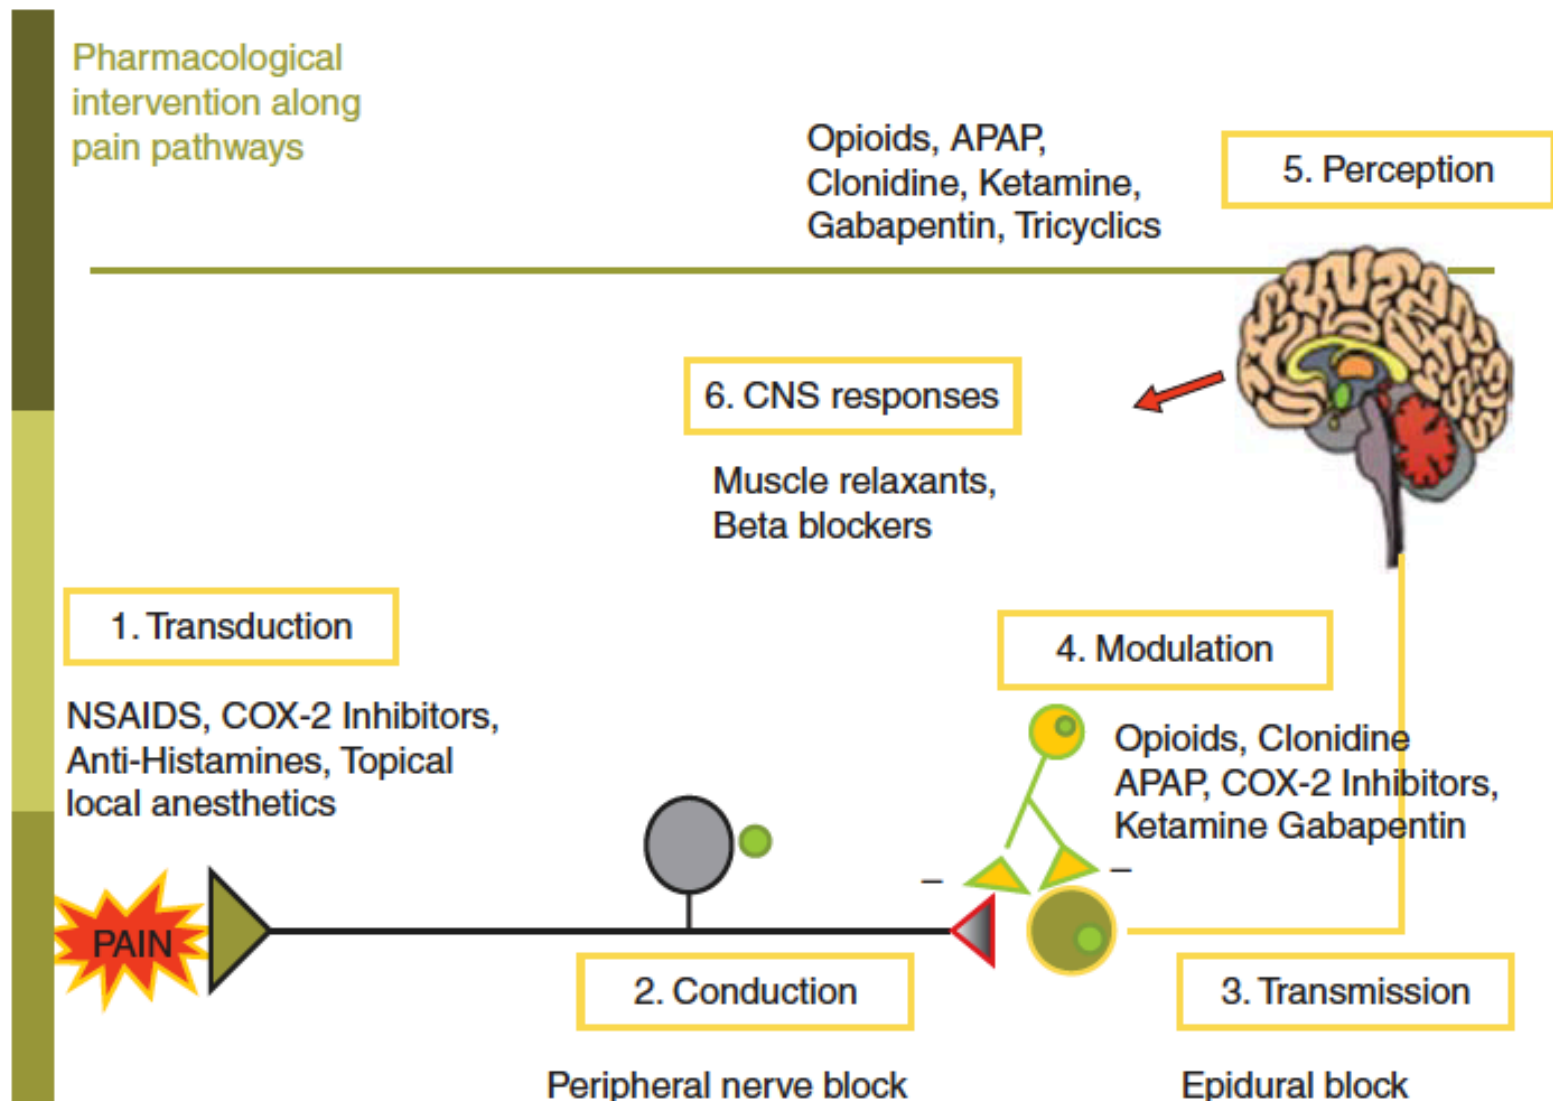 Pharmacological
intervention along
pain pathways
Opioids, APAP,
Clonidine, Ketamine,
Gabapentin, Tricyclics
5. Perception
6. CNS responses
Muscle relaxants,
Beta blockers
1. Transduction
NSAIDS, COX-2 Inhibitors,
Anti-Histamines, Topical
local anesthetics
4. Modulation
Opioids, Clonidine
APAP, COX-2 Inhibitors,
Ketamine Gabapentin
–
–
PAIN
2. Conduction
Peripheral nerve block
3. Transmission
Epidural block